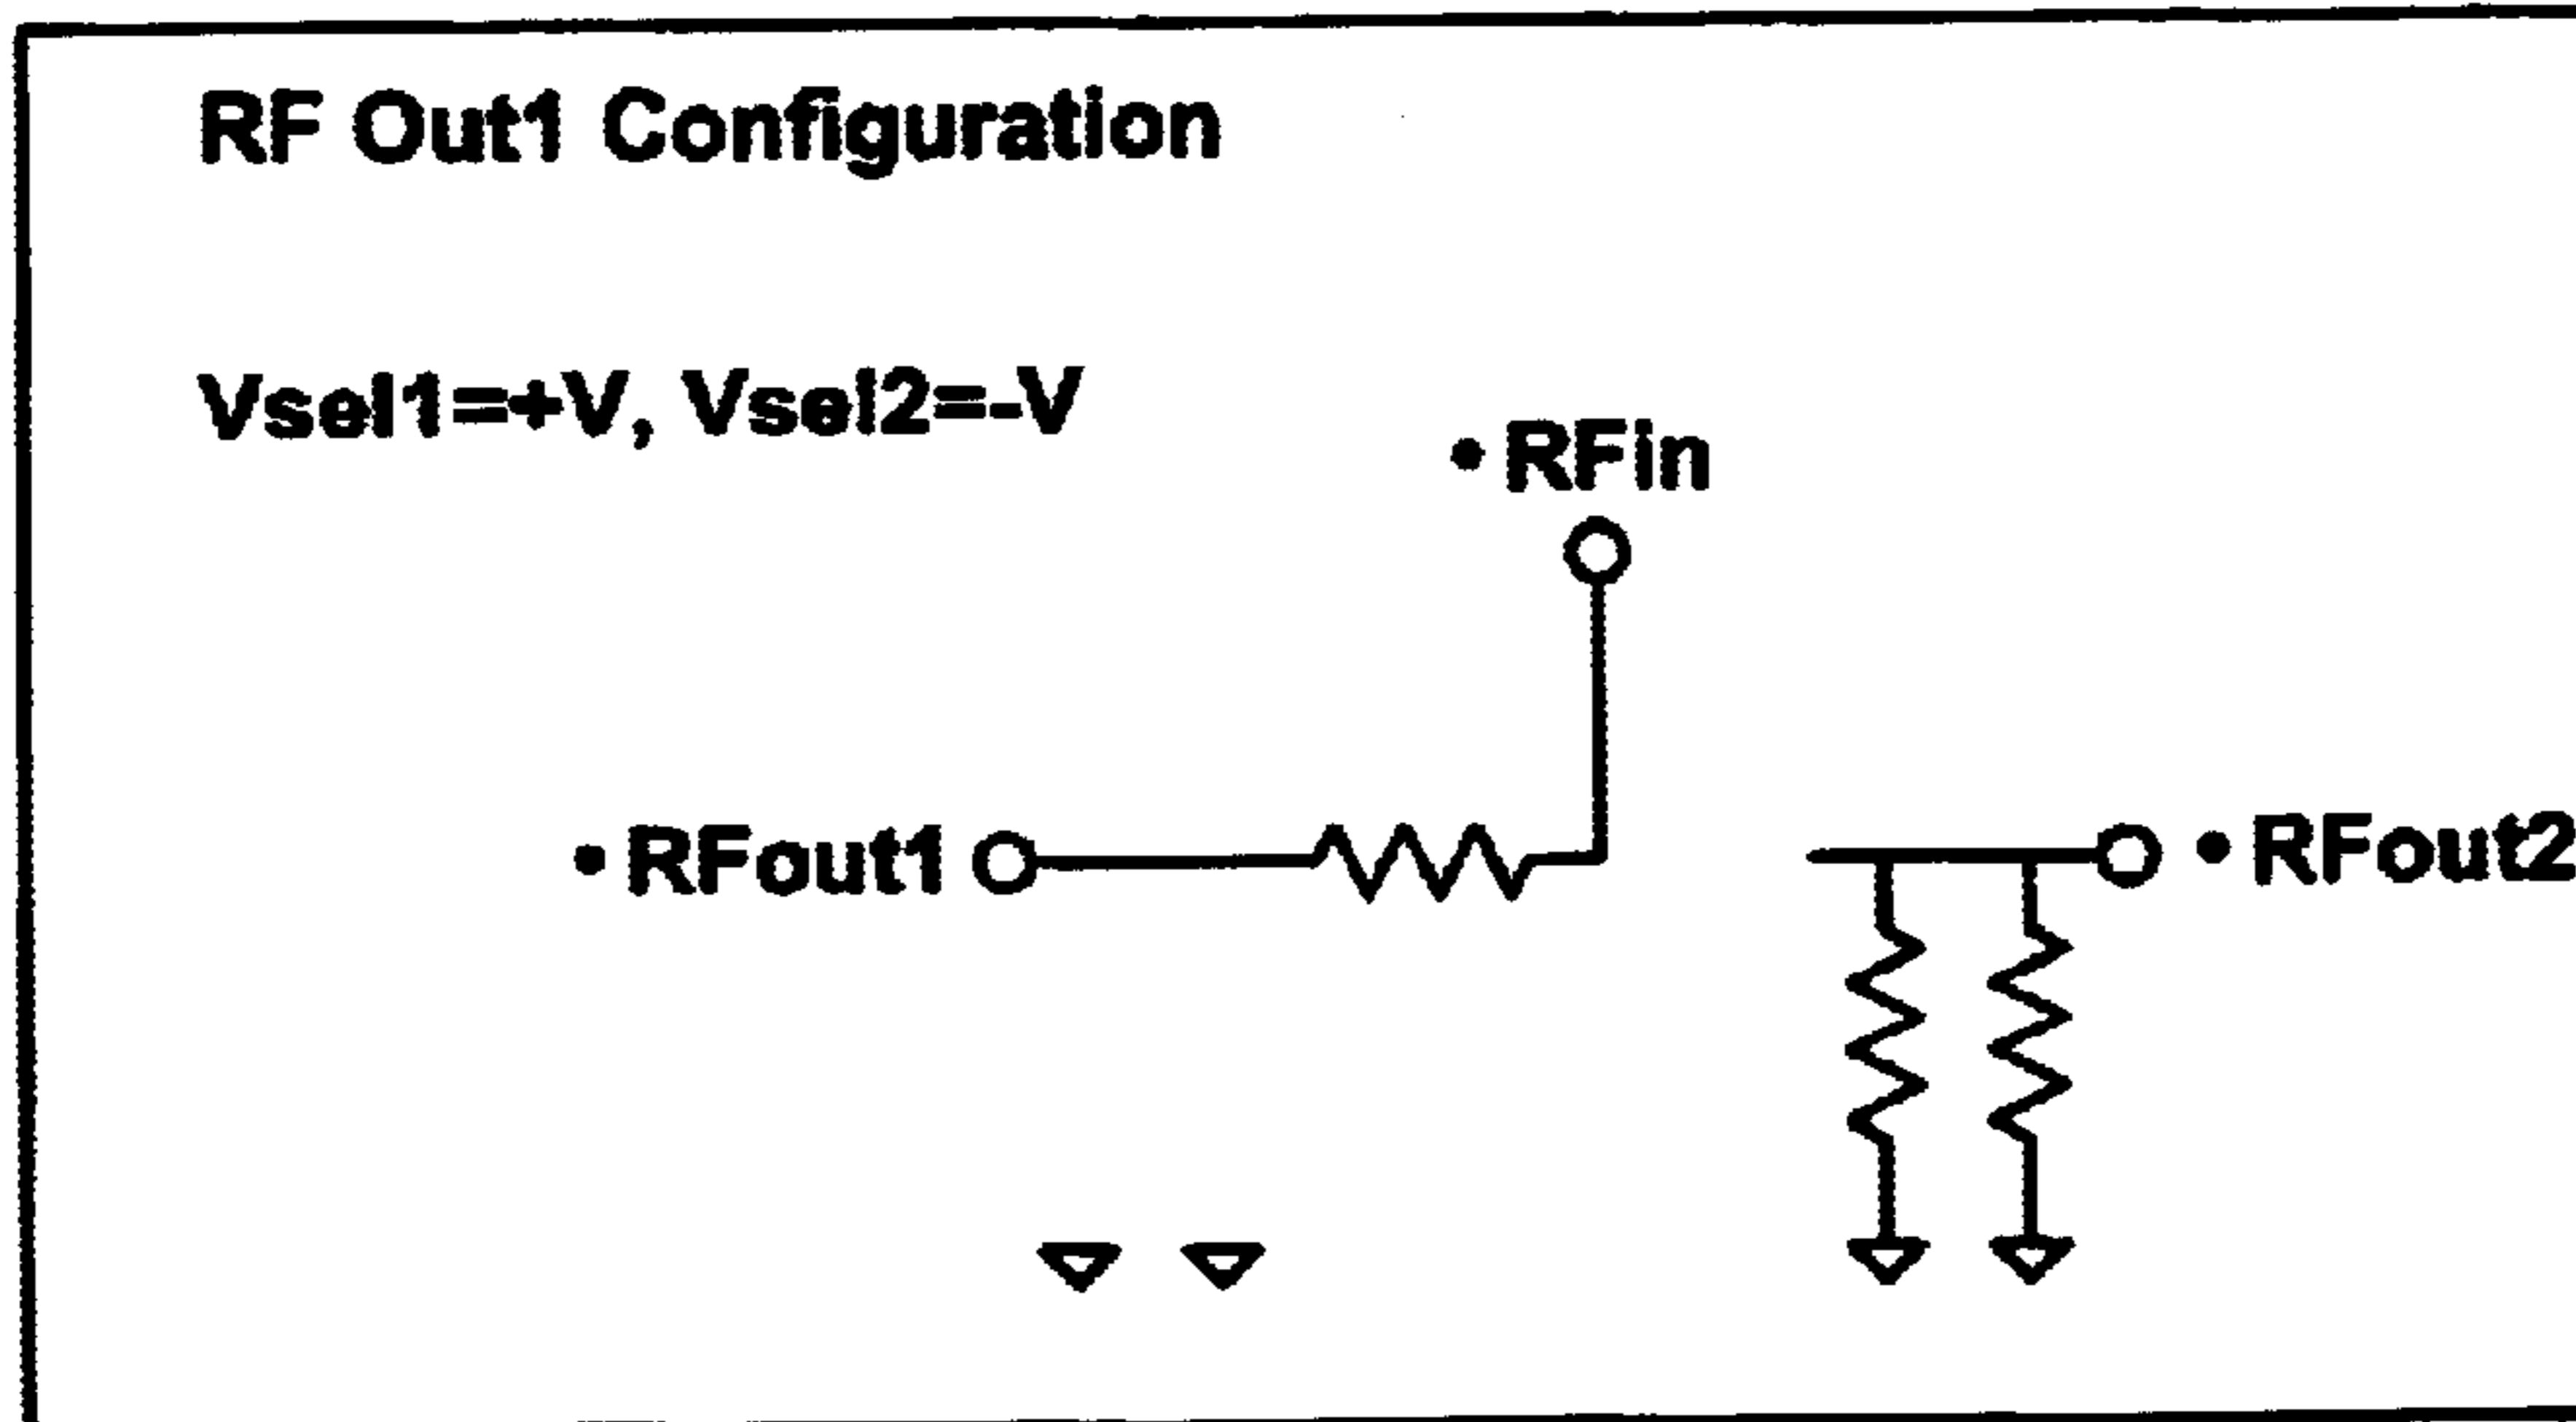 RF Out1 Configuration
Vsel1=+V, Vsel2=-V
• RFin
• RFout1
• RFout2